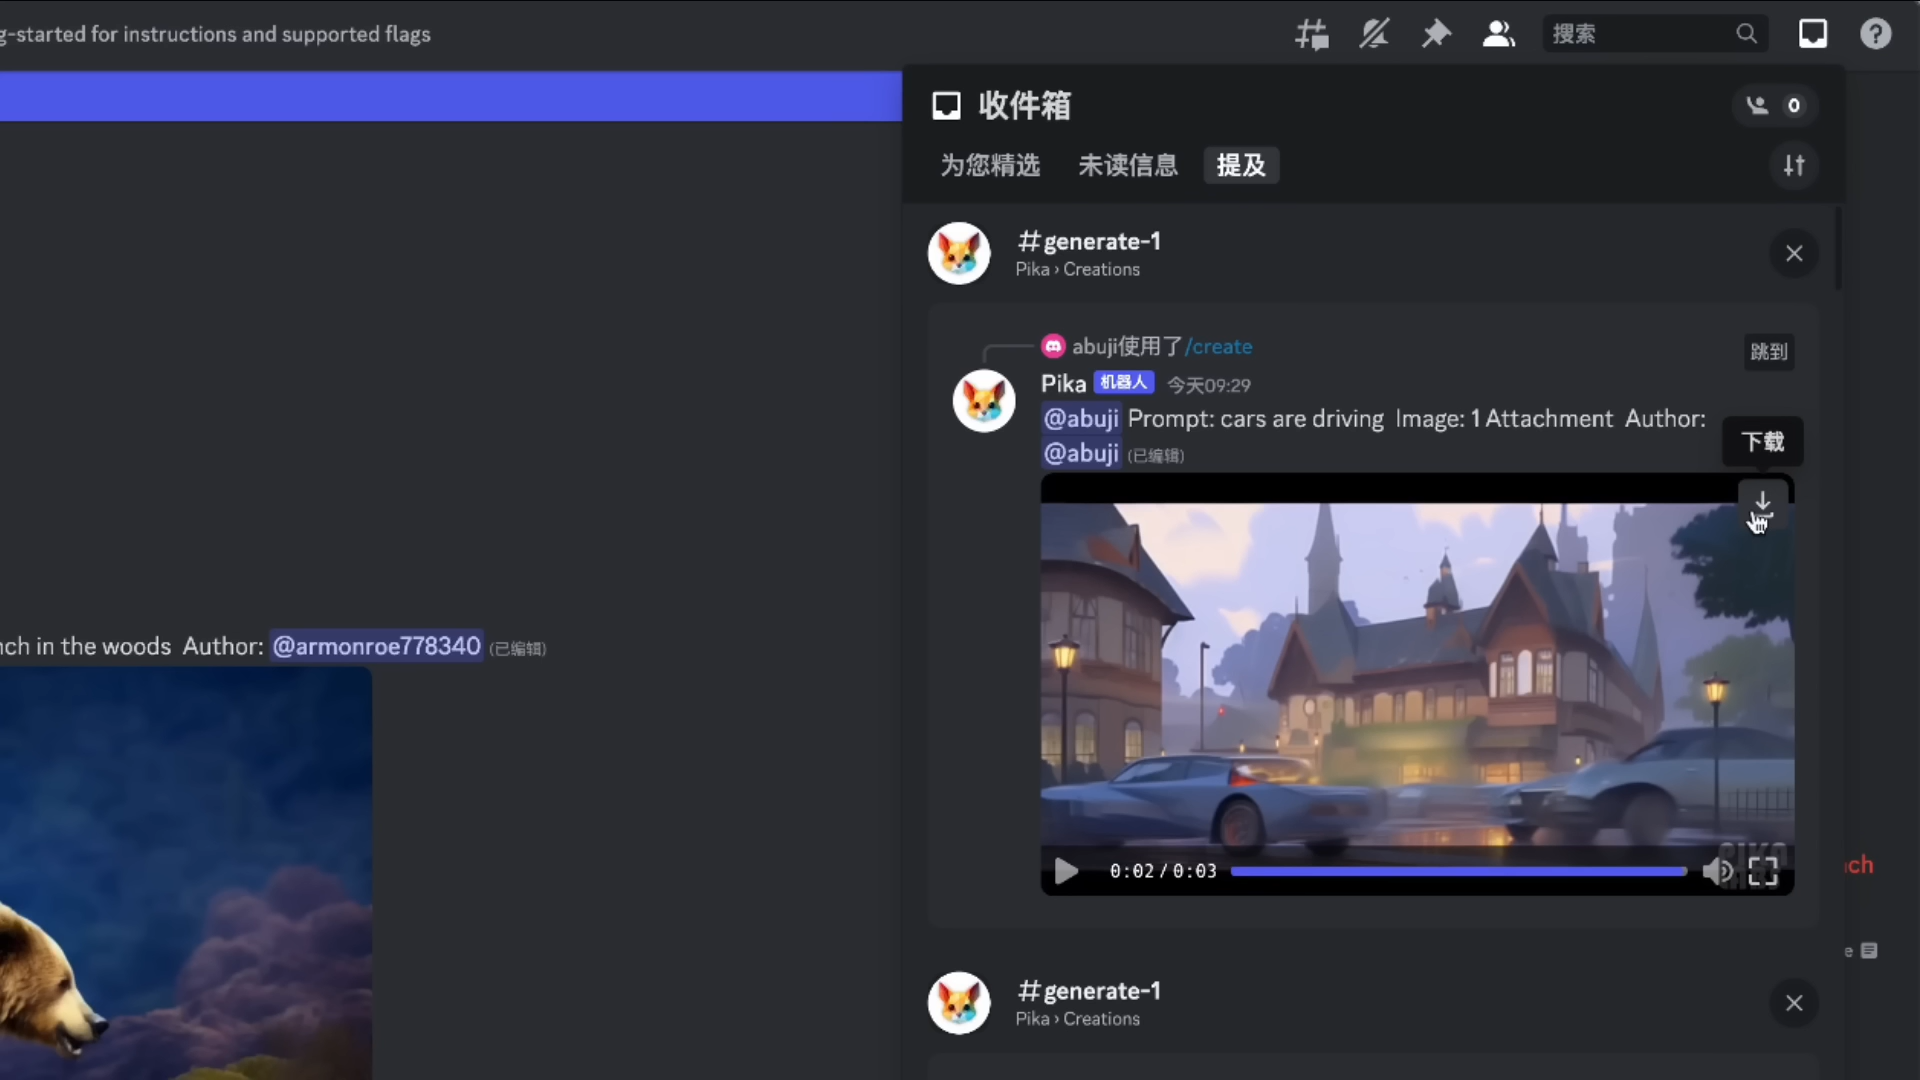 g-started for instructions and supported flags
搜索
收件箱
0
为您精选 未读信息 提及
#generate-1
Pika › Creations
abuji使用了/create
跳到
Pika 机器人 今天09:29
@abuji Prompt: cars are driving Image: 1 Attachment Author:
@abuji (已编辑)
下载
nch in the woods Author: @armonroe778340 (已编辑)
0:02 / 0:03
PIKA
LABS
ch
e
#generate-1
Pika › Creations